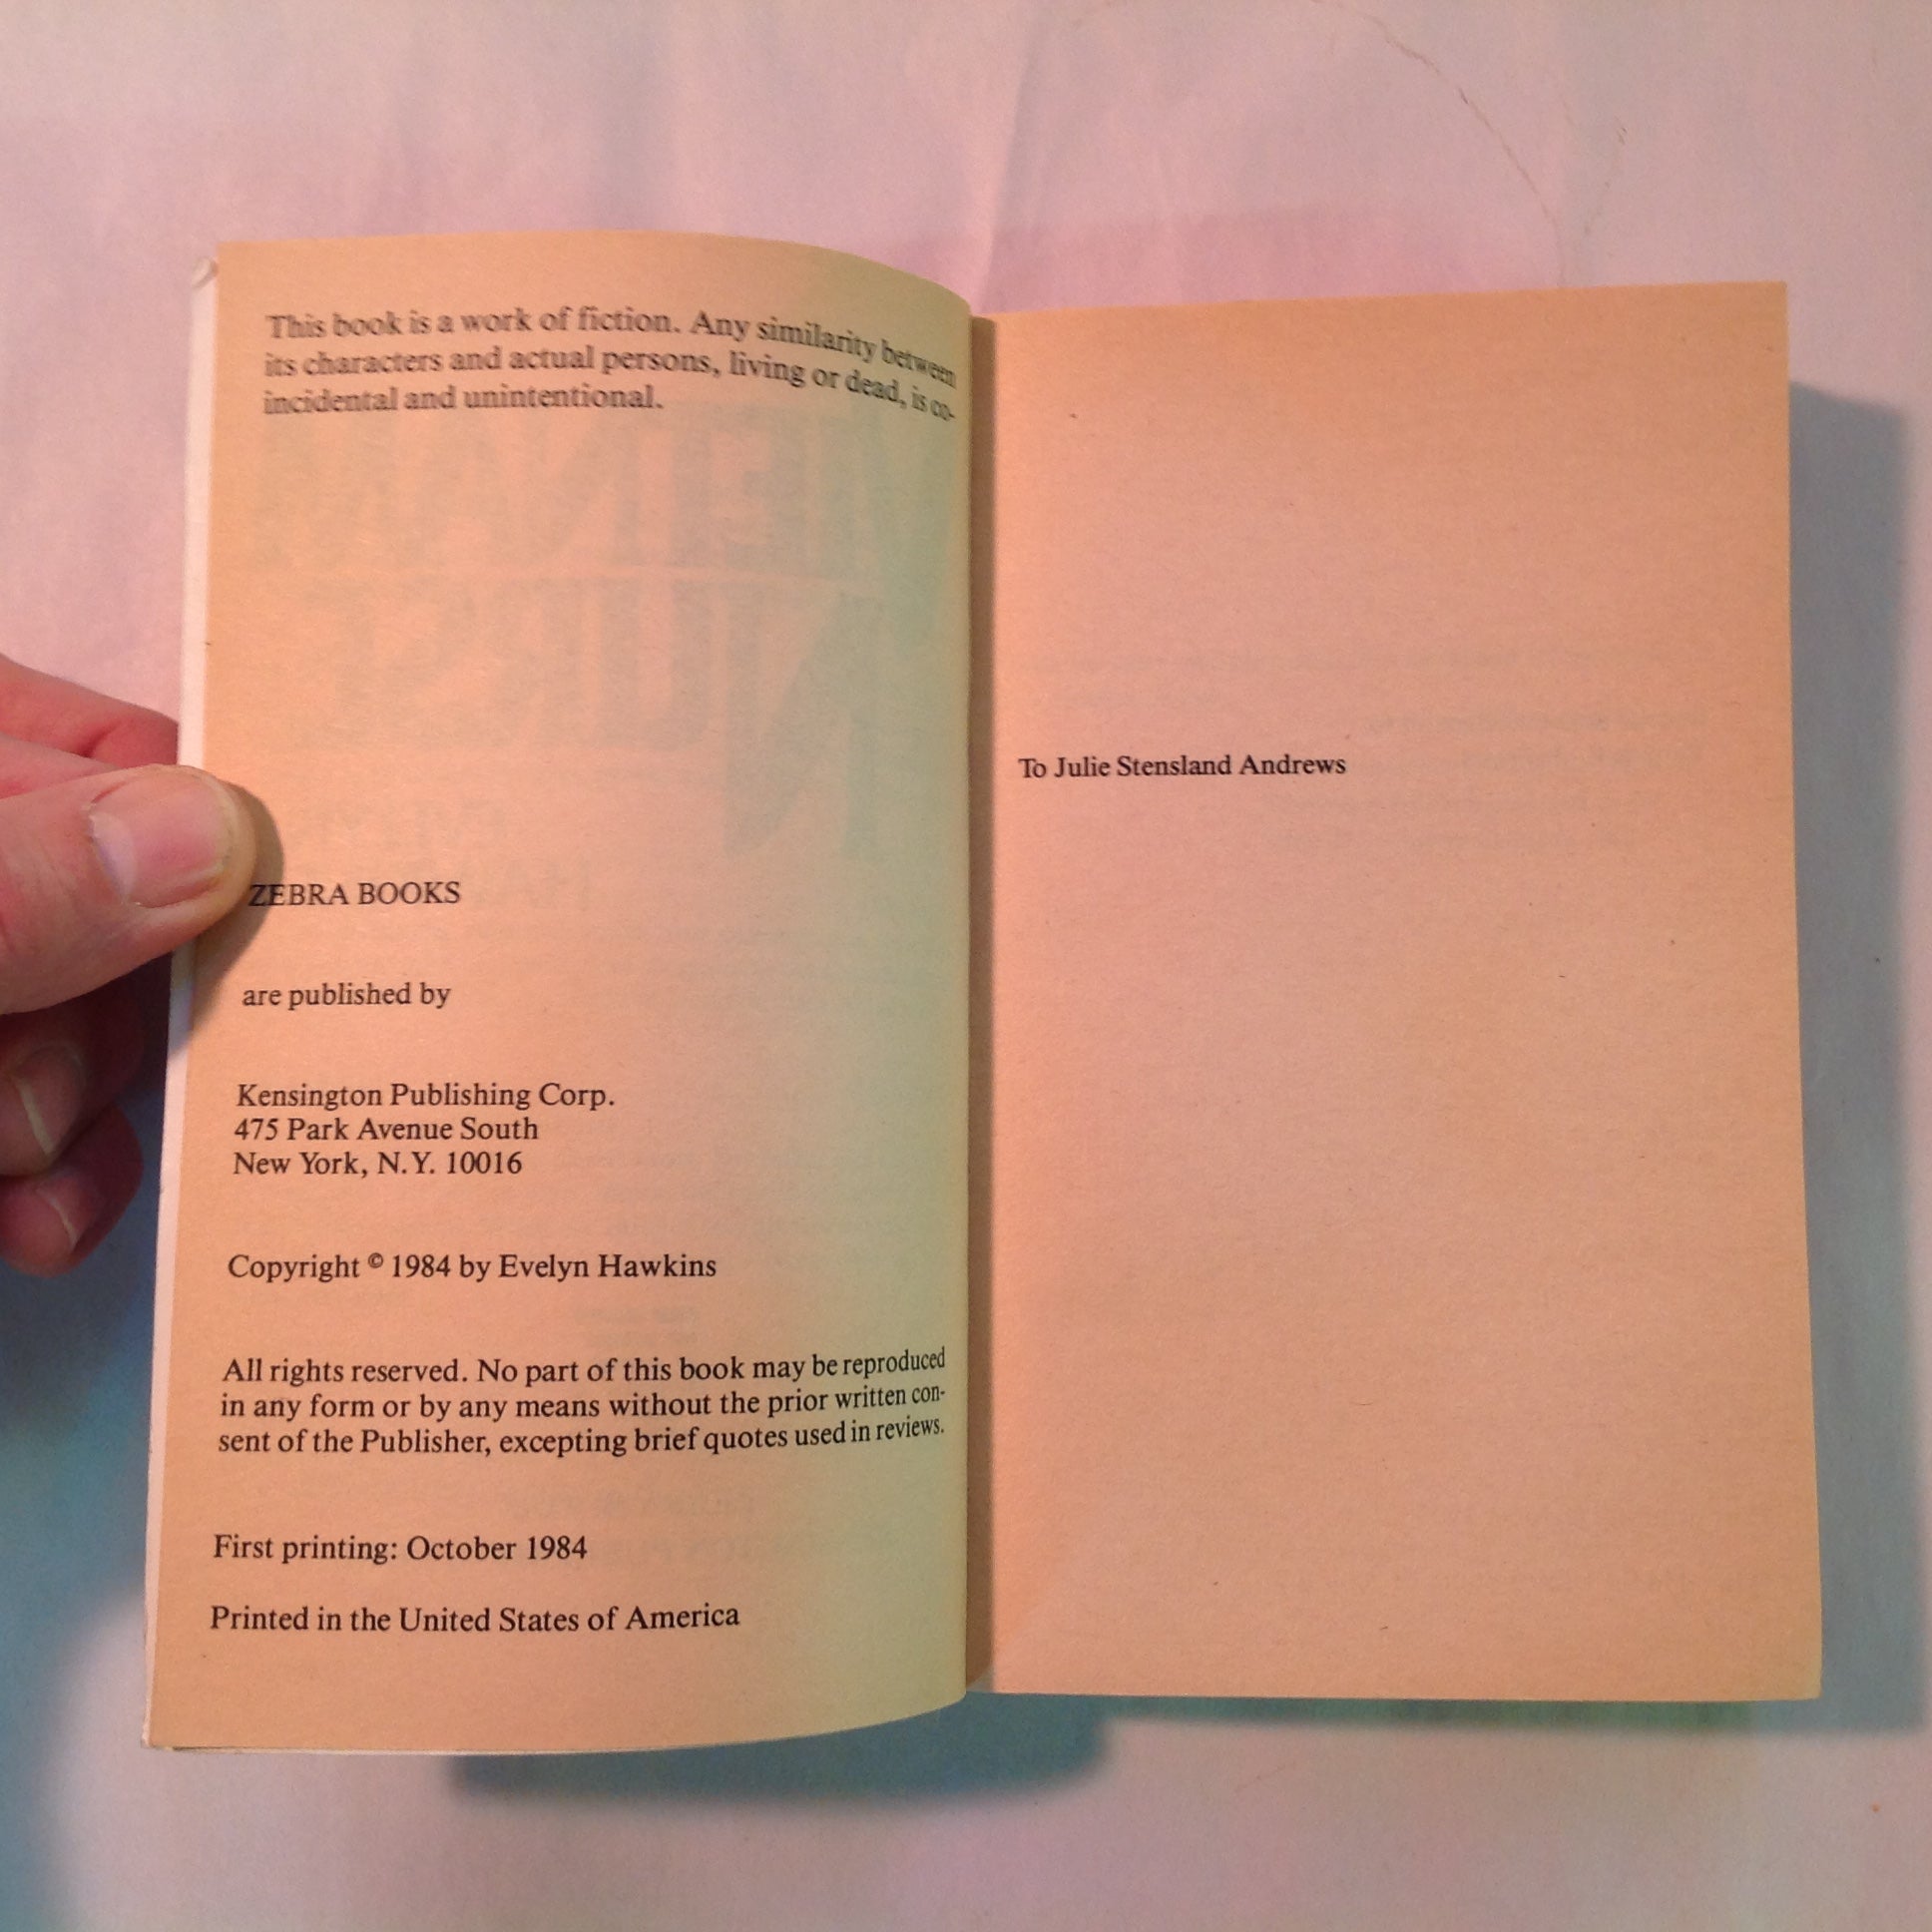 This book is a work of fiction. Any similarity between
its characters and actual persons, living or dead, is co-
incidental and unintentional.
ZEBRA BOOKS
are published by
Kensington Publishing Corp.
475 Park Avenue South
New York, N.Y. 10016
Copyright © 1984 by Evelyn Hawkins
All rights reserved. No part of this book may be reproduced
in any form or by any means without the prior written con-
sent of the Publisher, excepting brief quotes used in reviews.
First printing: October 1984
Printed in the United States of America
To Julie Stensland Andrews